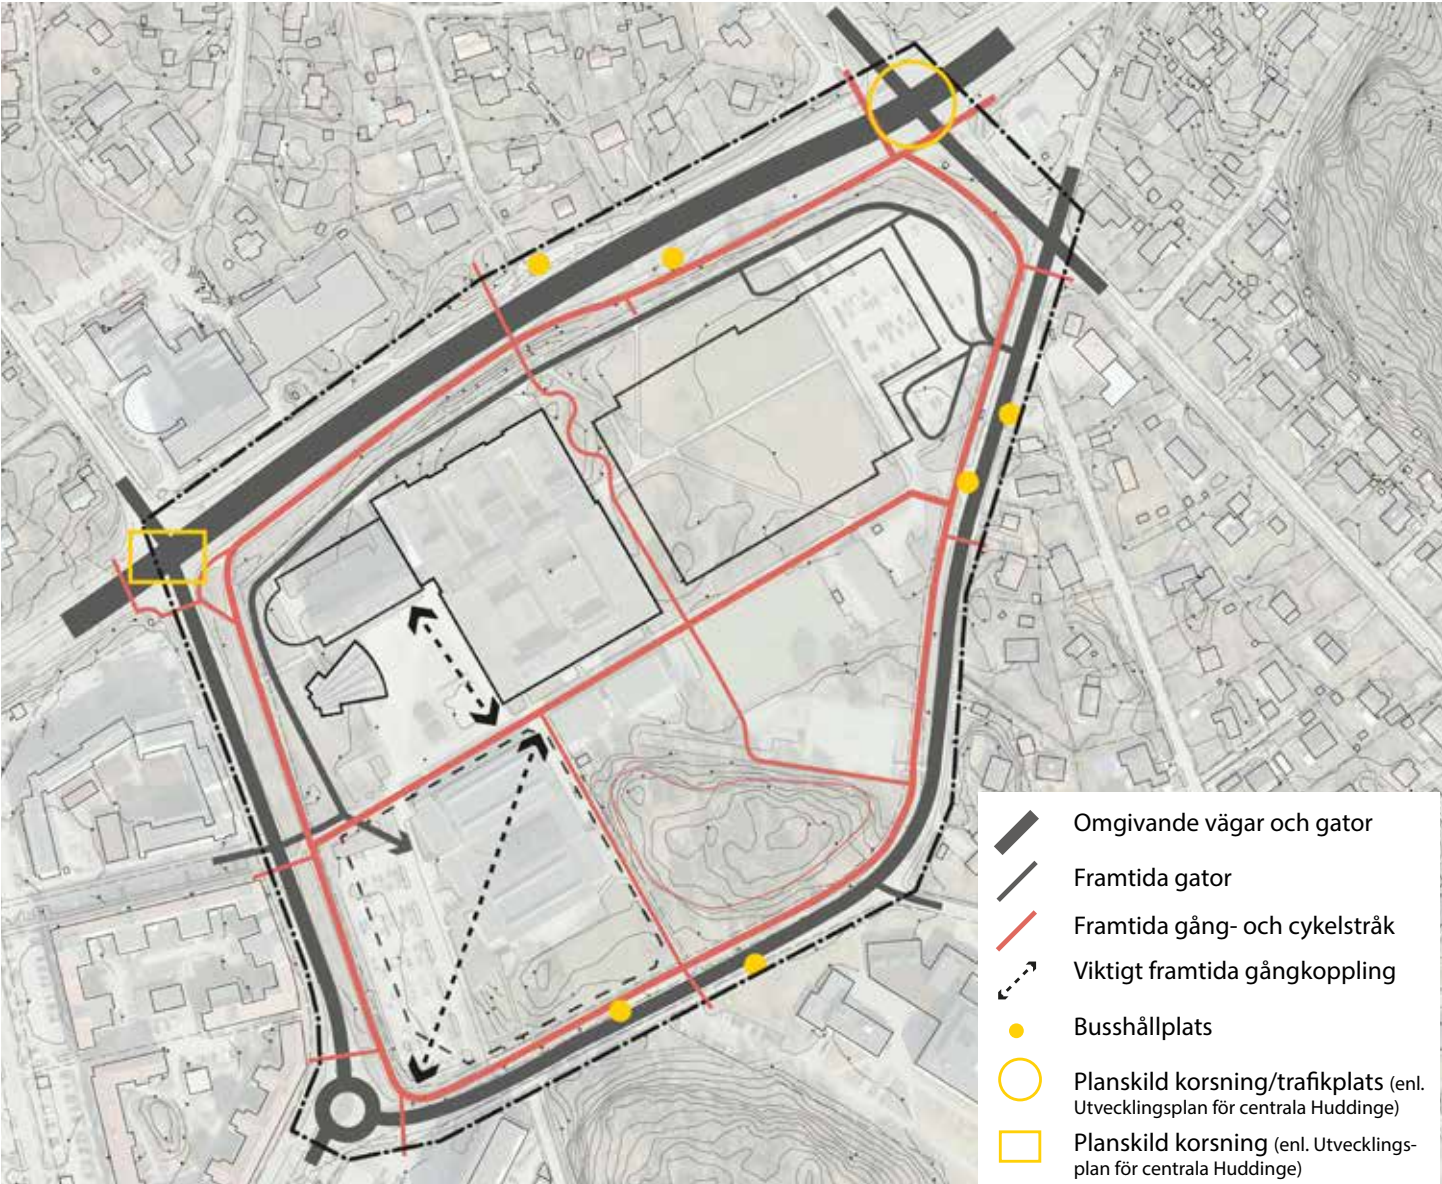 Omgivande vägar och gator
Framtida gator
Framtida gång- och cykelstråk
Viktigt framtida gångkoppling
Busshållplats
Planskild korsning/trafikplats (enl.
Utvecklingsplan för centrala Huddinge)
Planskild korsning (enl. Utvecklings-
plan för centrala Huddinge)